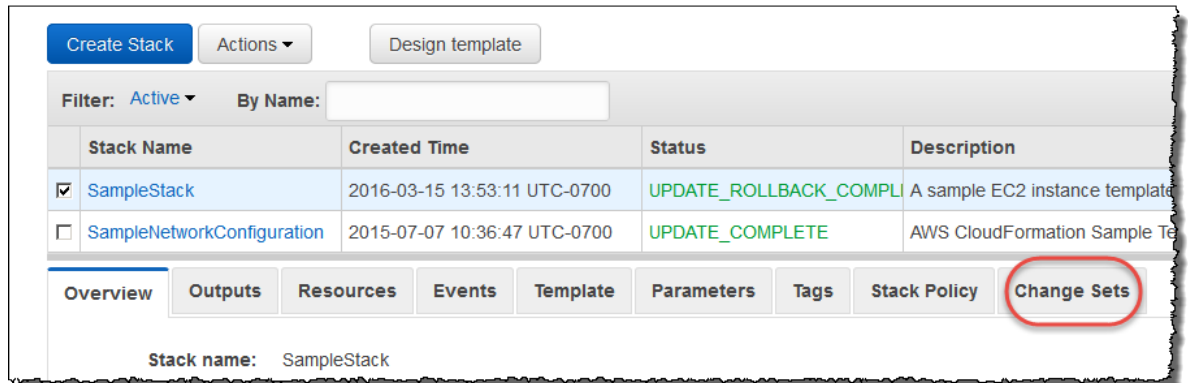 Create Stack Actions Design template
Filter: Active By Name:
Stack Name Created Time Status Description
SampleStack 2016-03-15 13:53:11 UTC-0700 UPDATE_ROLLBACK_COMPL A sample EC2 instance template
SampleNetworkConfiguration 2015-07-07 10:36:47 UTC-0700 UPDATE_COMPLETE AWS CloudFormation Sample Te
Overview Outputs Resources Events Template Parameters Tags Stack Policy Change Sets
Stack name: SampleStack